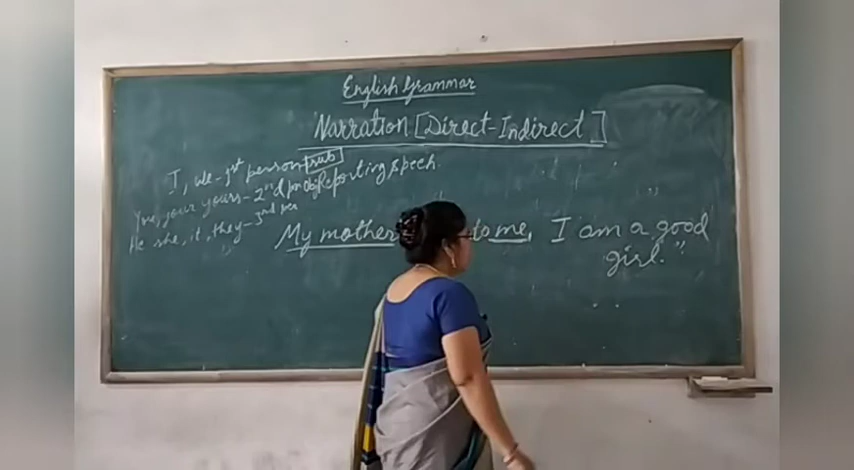 English Grammar
Narration [Direct-Indirect]
I, we - 1st person sub
You, your yours - 2nd Reporting speech.
He she, it, they - 3rd per
My mother to me, I am a good
girl."